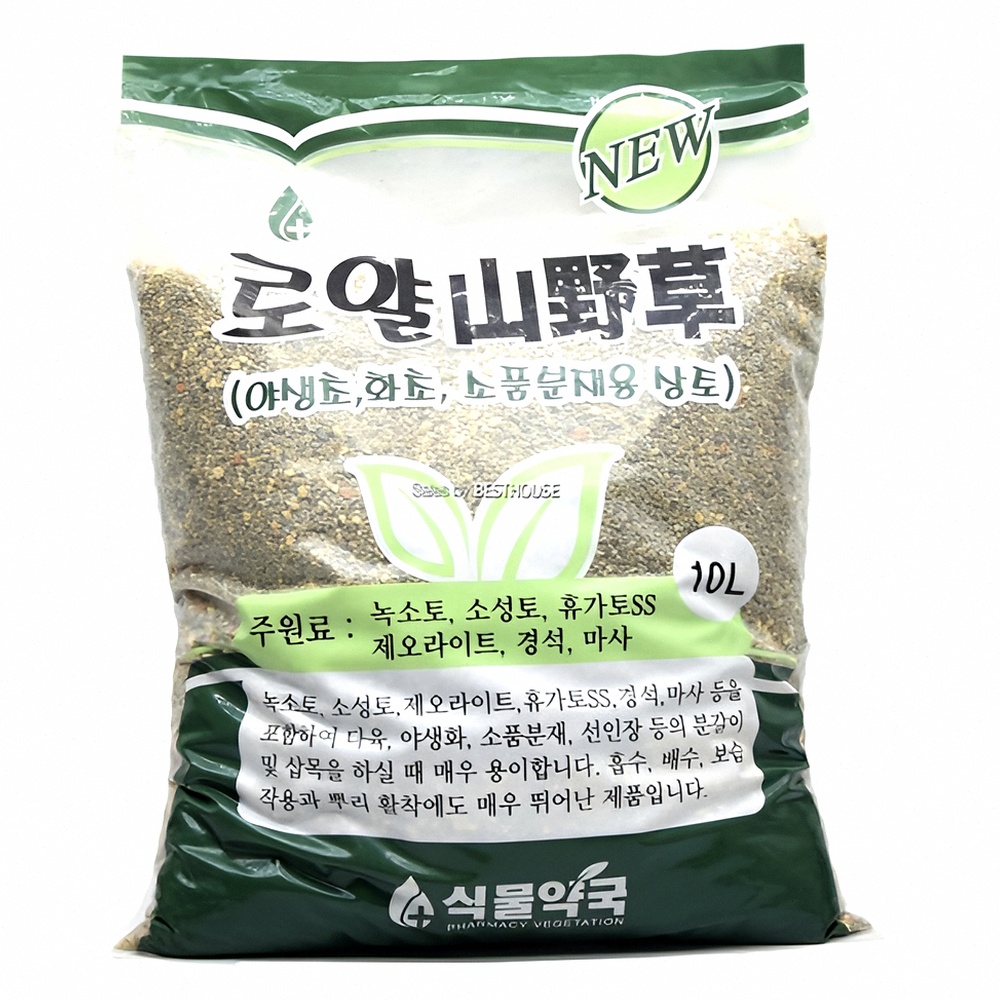 NEW
로얄山野草
(야생초,화초, 소품분재용 상토)
Sales by BESTHOUSE
10L
주원료 : 녹소토, 소성토, 휴가토SS
제오라이트, 경석, 마사
녹소토, 소성토,제오라이트,휴가토SS,경석,마사 등을
포함하여 다육, 야생화, 소품분재, 선인장 등의 분갈이
및 삽목을 하실 때 매우 용이합니다. 흡수, 배수, 보습
작용과 뿌리 활착에도 매우 뛰어난 제품입니다.
식물약국
PHARMACY VEGETATION